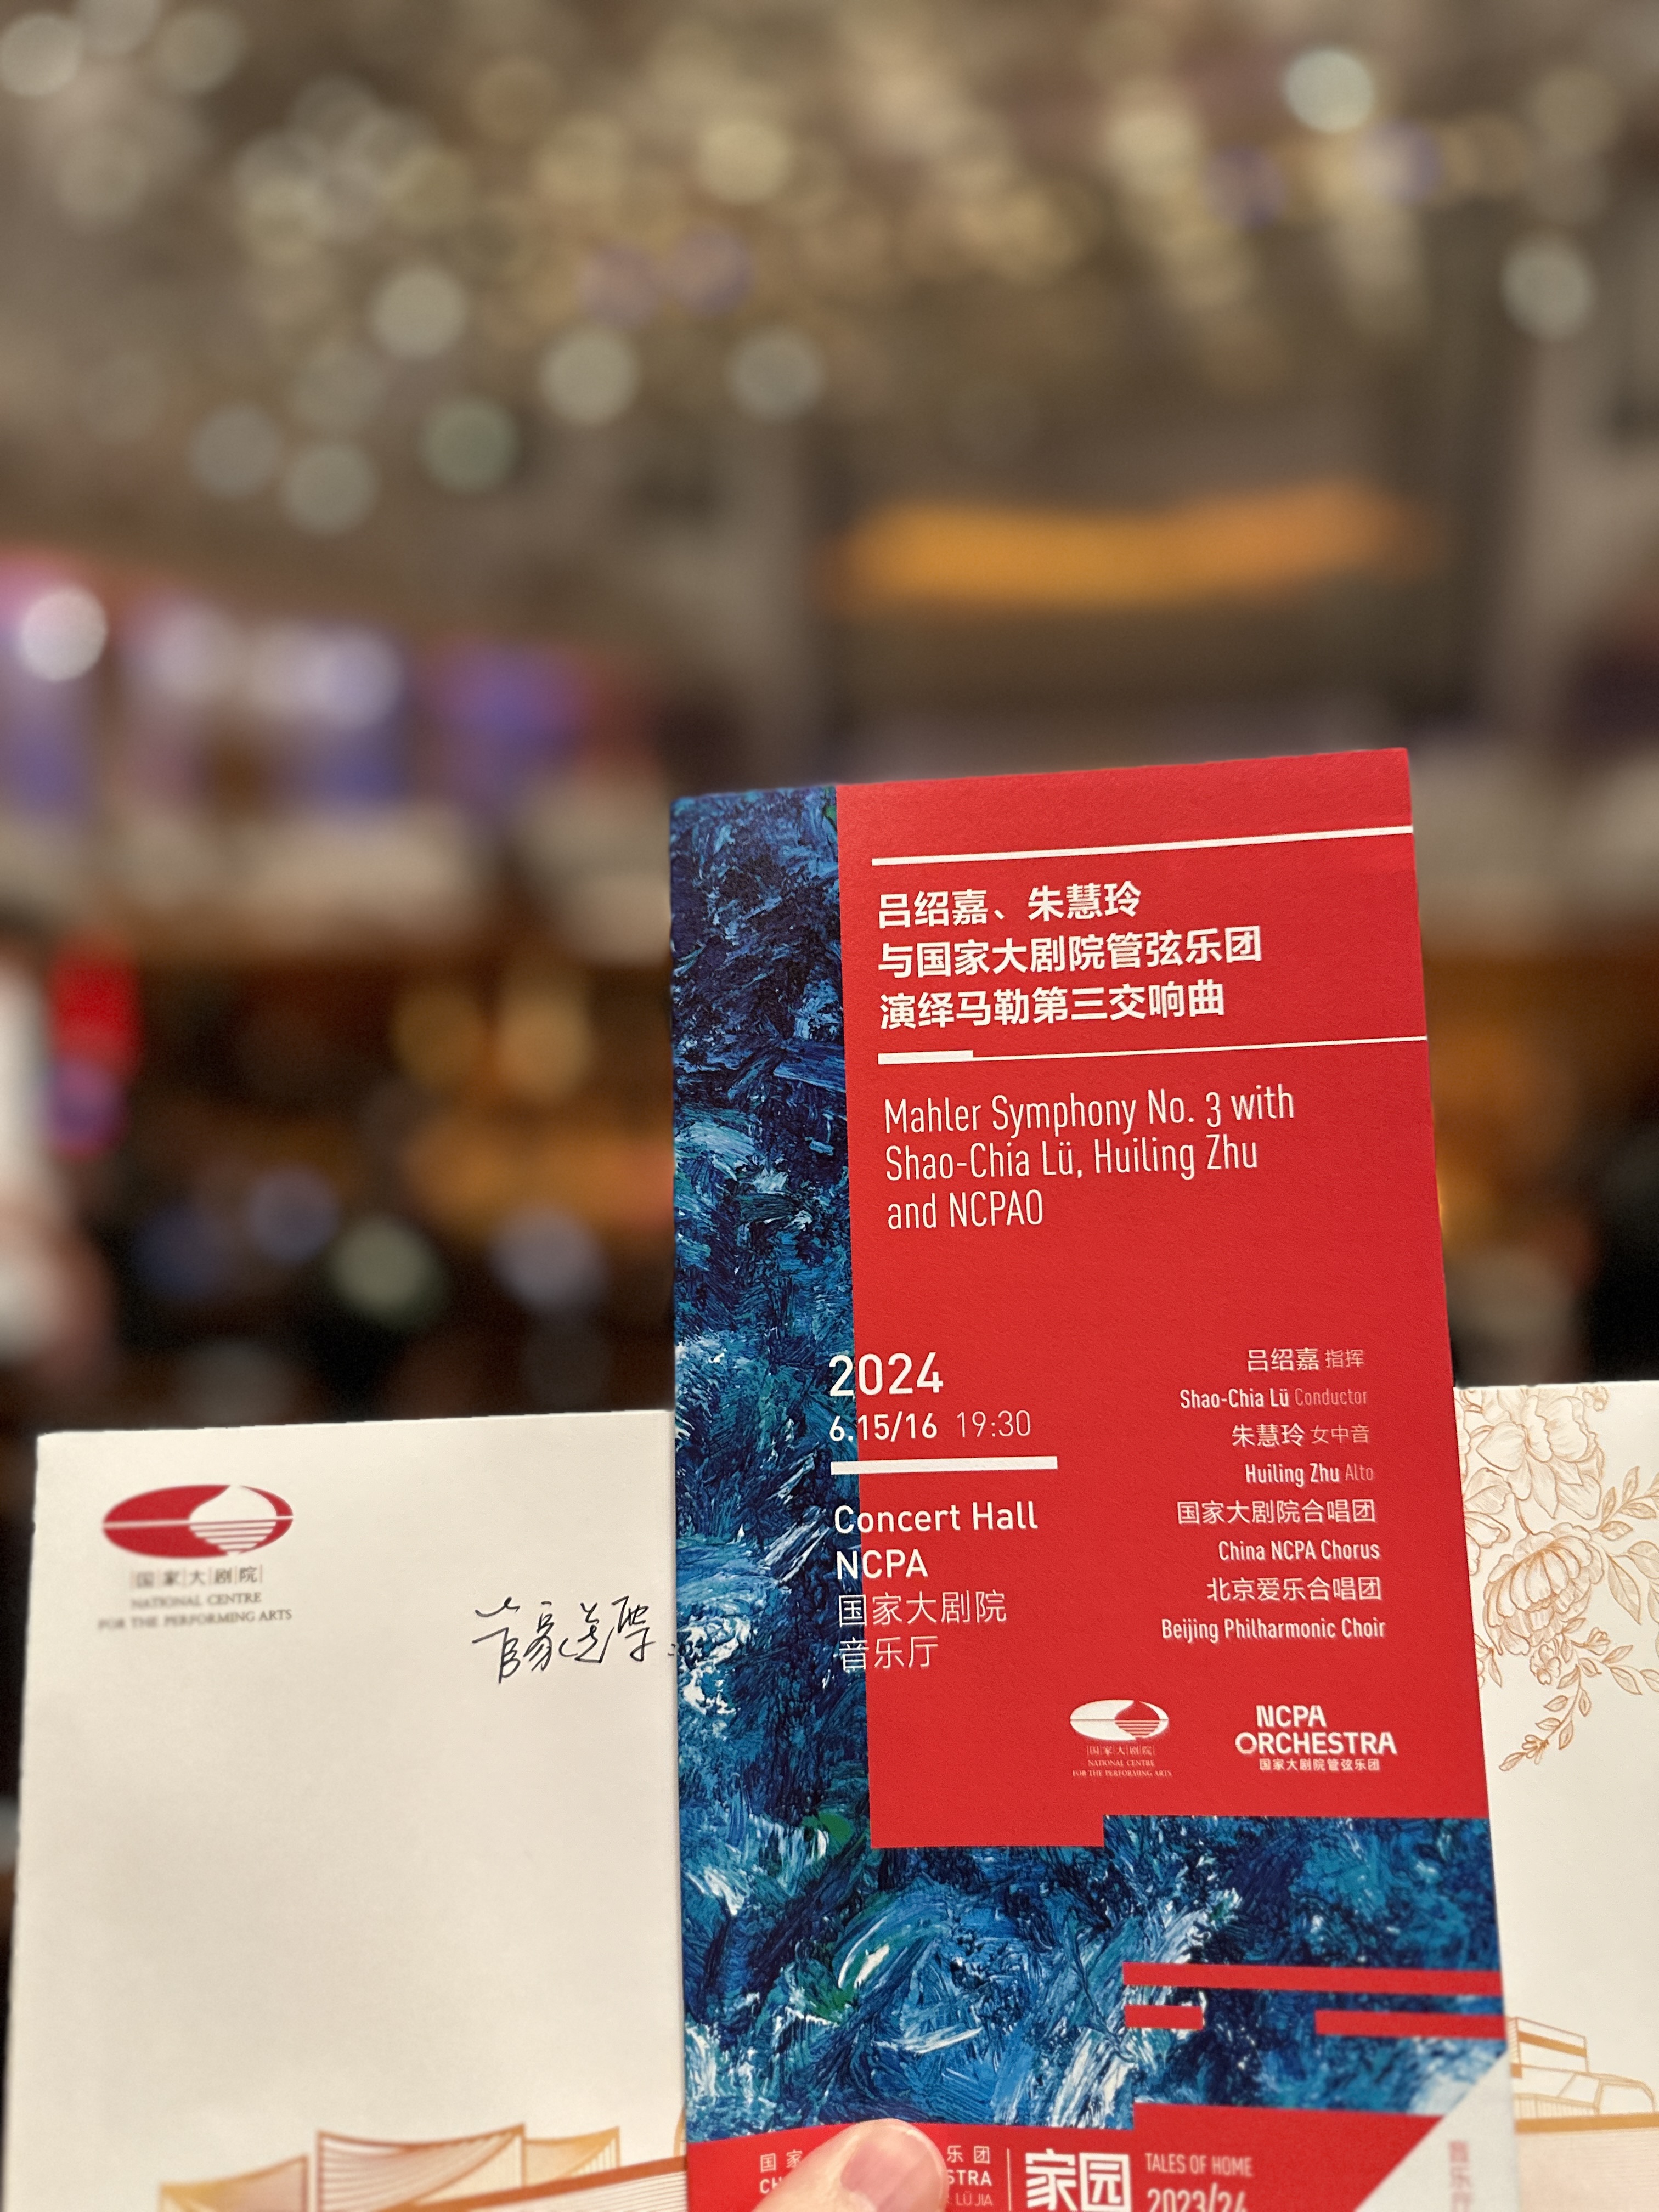 吕绍嘉、朱慧玲
与国家大剧院管弦乐团
演绎马勒第三交响曲
Mahler Symphony No. 3 with
Shao-Chia Lü, Huiling Zhu
and NCPAO
2024
6.15/16 19:30
Concert Hall
NCPA
国家大剧院
音乐厅
吕绍嘉 指挥
Shao-Chia Lü Conductor
朱慧玲 女中音
Huiling Zhu Alto
国家大剧院合唱团
China NCPA Chorus
北京爱乐合唱团
Beijing Philharmonic Choir
国家大剧院
NATIONAL CENTRE
FOR THE PERFORMING ARTS
NCPA
ORCHESTRA
国家大剧院管弦乐团
国家大剧院
NATIONAL CENTRE
FOR THE PERFORMING ARTS
国家
乐团
LÜ JIA
家园
TALES OF HOME
2023/24